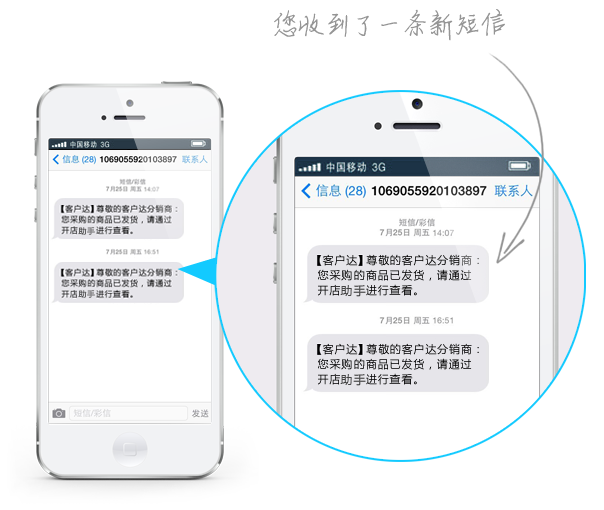 您收到了一条新短信
中国移动 3G
信息 (28) 1069055920103897 联系人
短信/彩信
7月25日 周五 14:07
【客户达】尊敬的客户达分销商：
您采购的商品已发货，请通过
开店助手进行查看。
7月25日 周五 16:51
【客户达】尊敬的客户达分销商：
您采购的商品已发货，请通过
开店助手进行查看。
短信/彩信 发送
中国移动 3G
信息 (28) 1069055920103897 联系人
短信/彩信
7月25日 周五 14:07
【客户达】尊敬的客户达分销商：
您采购的商品已发货，请通过
开店助手进行查看。
7月25日 周五 16:51
【客户达】尊敬的客户达分销商：
您采购的商品已发货，请通过
开店助手进行查看。